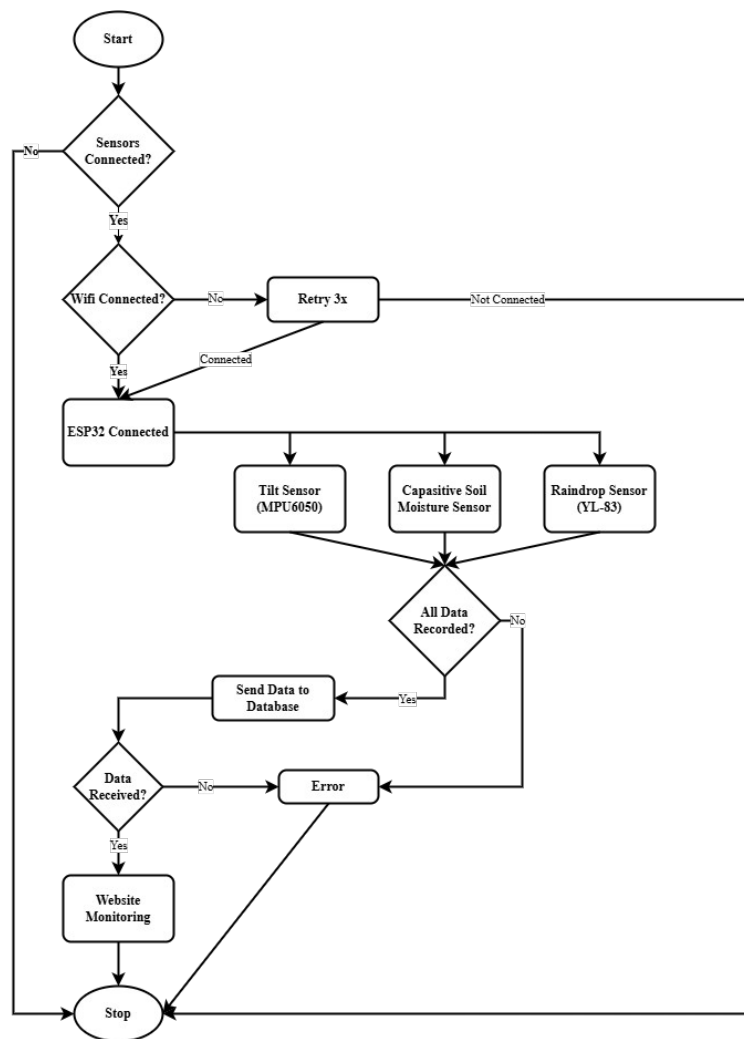 Start
Sensors
Connected?
No
Yes
Wifi Connected?
No
Retry 3x
Not Connected
Connected
Yes
ESP32 Connected
Tilt Sensor
(MPU6050)
Capasitive Soil
Moisture Sensor
Raindrop Sensor
(YL-83)
All Data
Recorded?
No
Yes
Send Data to
Database
Data
Received?
No
Error
Yes
Website
Monitoring
Stop